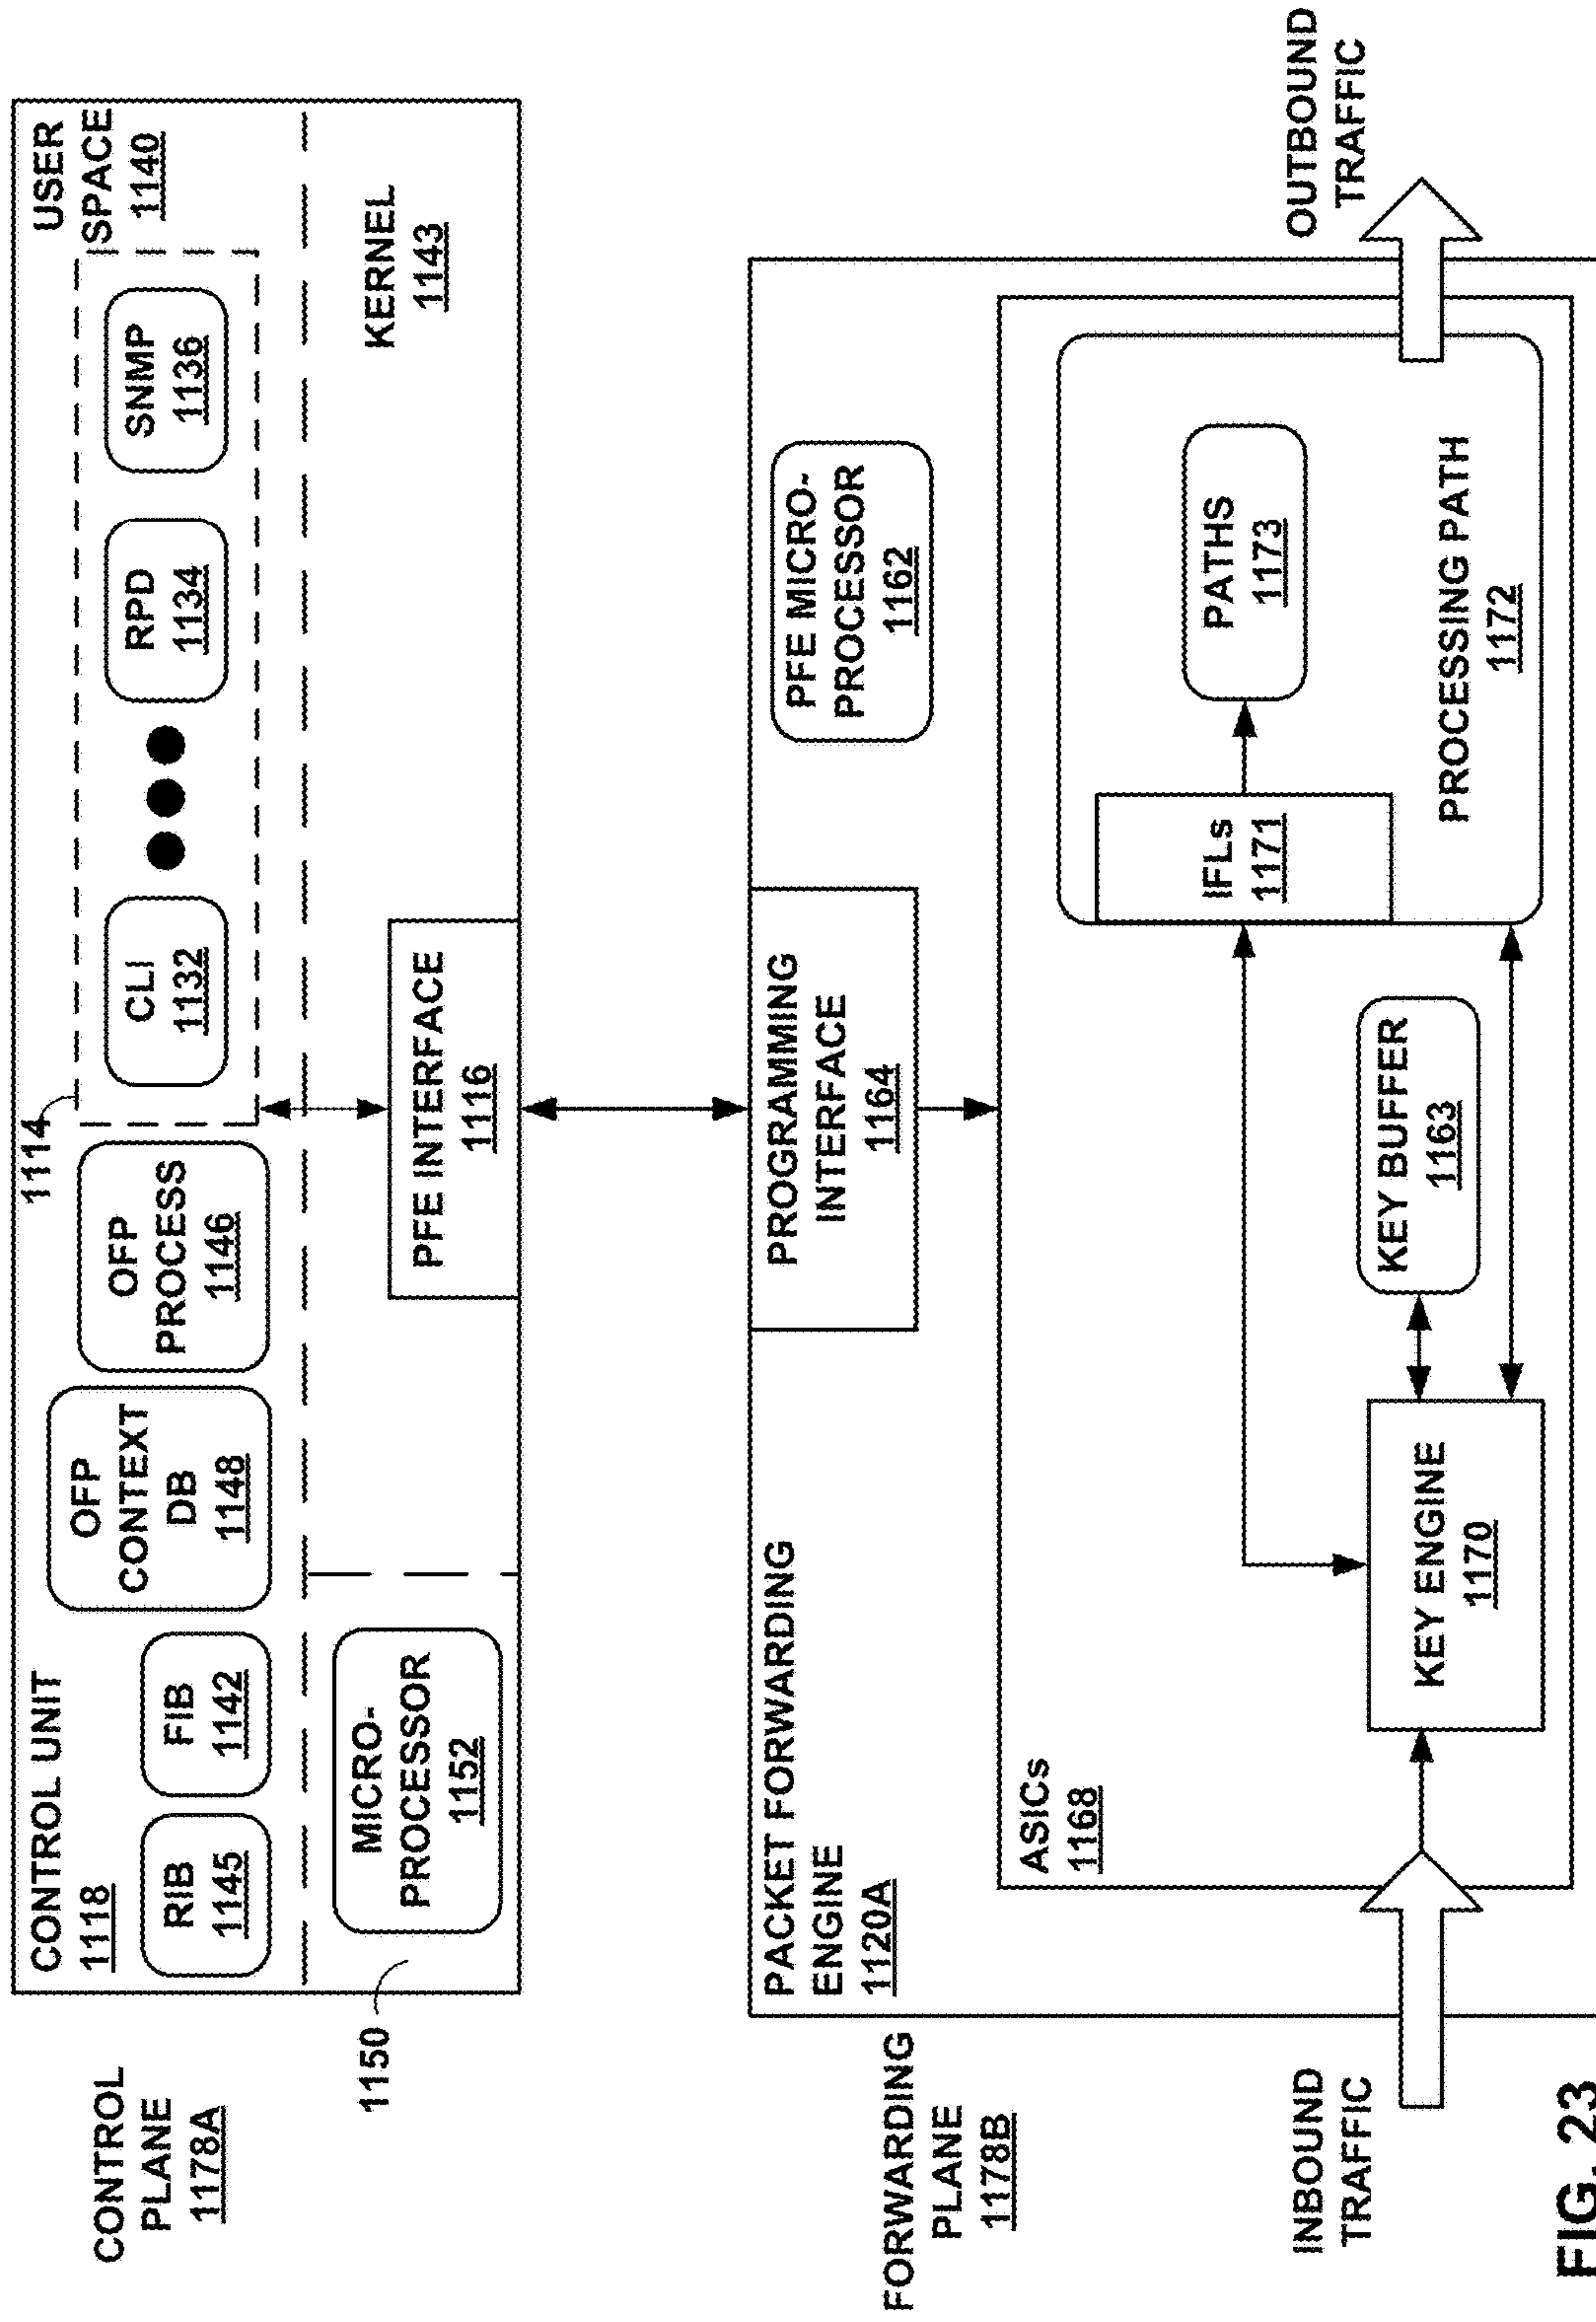 CONTROL
PLANE
1178A
CONTROL UNIT
1118
RIB
1145
FIB
1142
OFP
CONTEXT
DB
1148
OFP
PROCESS
1146
1114
CLI
1132
RPD
1134
SNMP
1136
USER
SPACE
1140
1150
MICRO-
PROCESSOR
1152
PFE INTERFACE
1116
KERNEL
1143
FORWARDING
PLANE
1178B
PACKET FORWARDING
ENGINE
1120A
PROGRAMMING
INTERFACE
1164
PFE MICRO-
PROCESSOR
1162
ASICs
1168
KEY ENGINE
1170
KEY BUFFER
1163
IFLs
1171
PATHS
1173
PROCESSING PATH
1172
INBOUND
TRAFFIC
OUTBOUND
TRAFFIC
FIG. 23